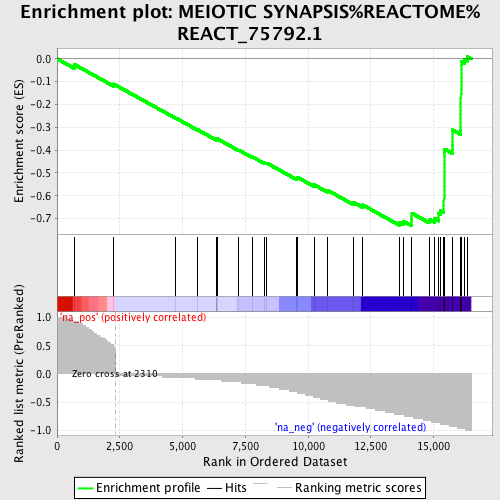 Enrichment plot: MEIOTIC SYNAPSIS%REACTOME%
REACT_75792.1
Enrichment score (ES)
0.0
-0.1
-0.2
-0.3
-0.4
-0.5
-0.6
-0.7
Ranked list metric (PreRanked)
1.0
0.5
0.0
-0.5
-1.0
'na_pos' (positively correlated)
Zero cross at 2310
'na_neg' (negatively correlated)
0
2,500
5,000
7,500
10,000
12,500
15,000
Rank in Ordered Dataset
Enrichment profile
Hits
Ranking metric scores